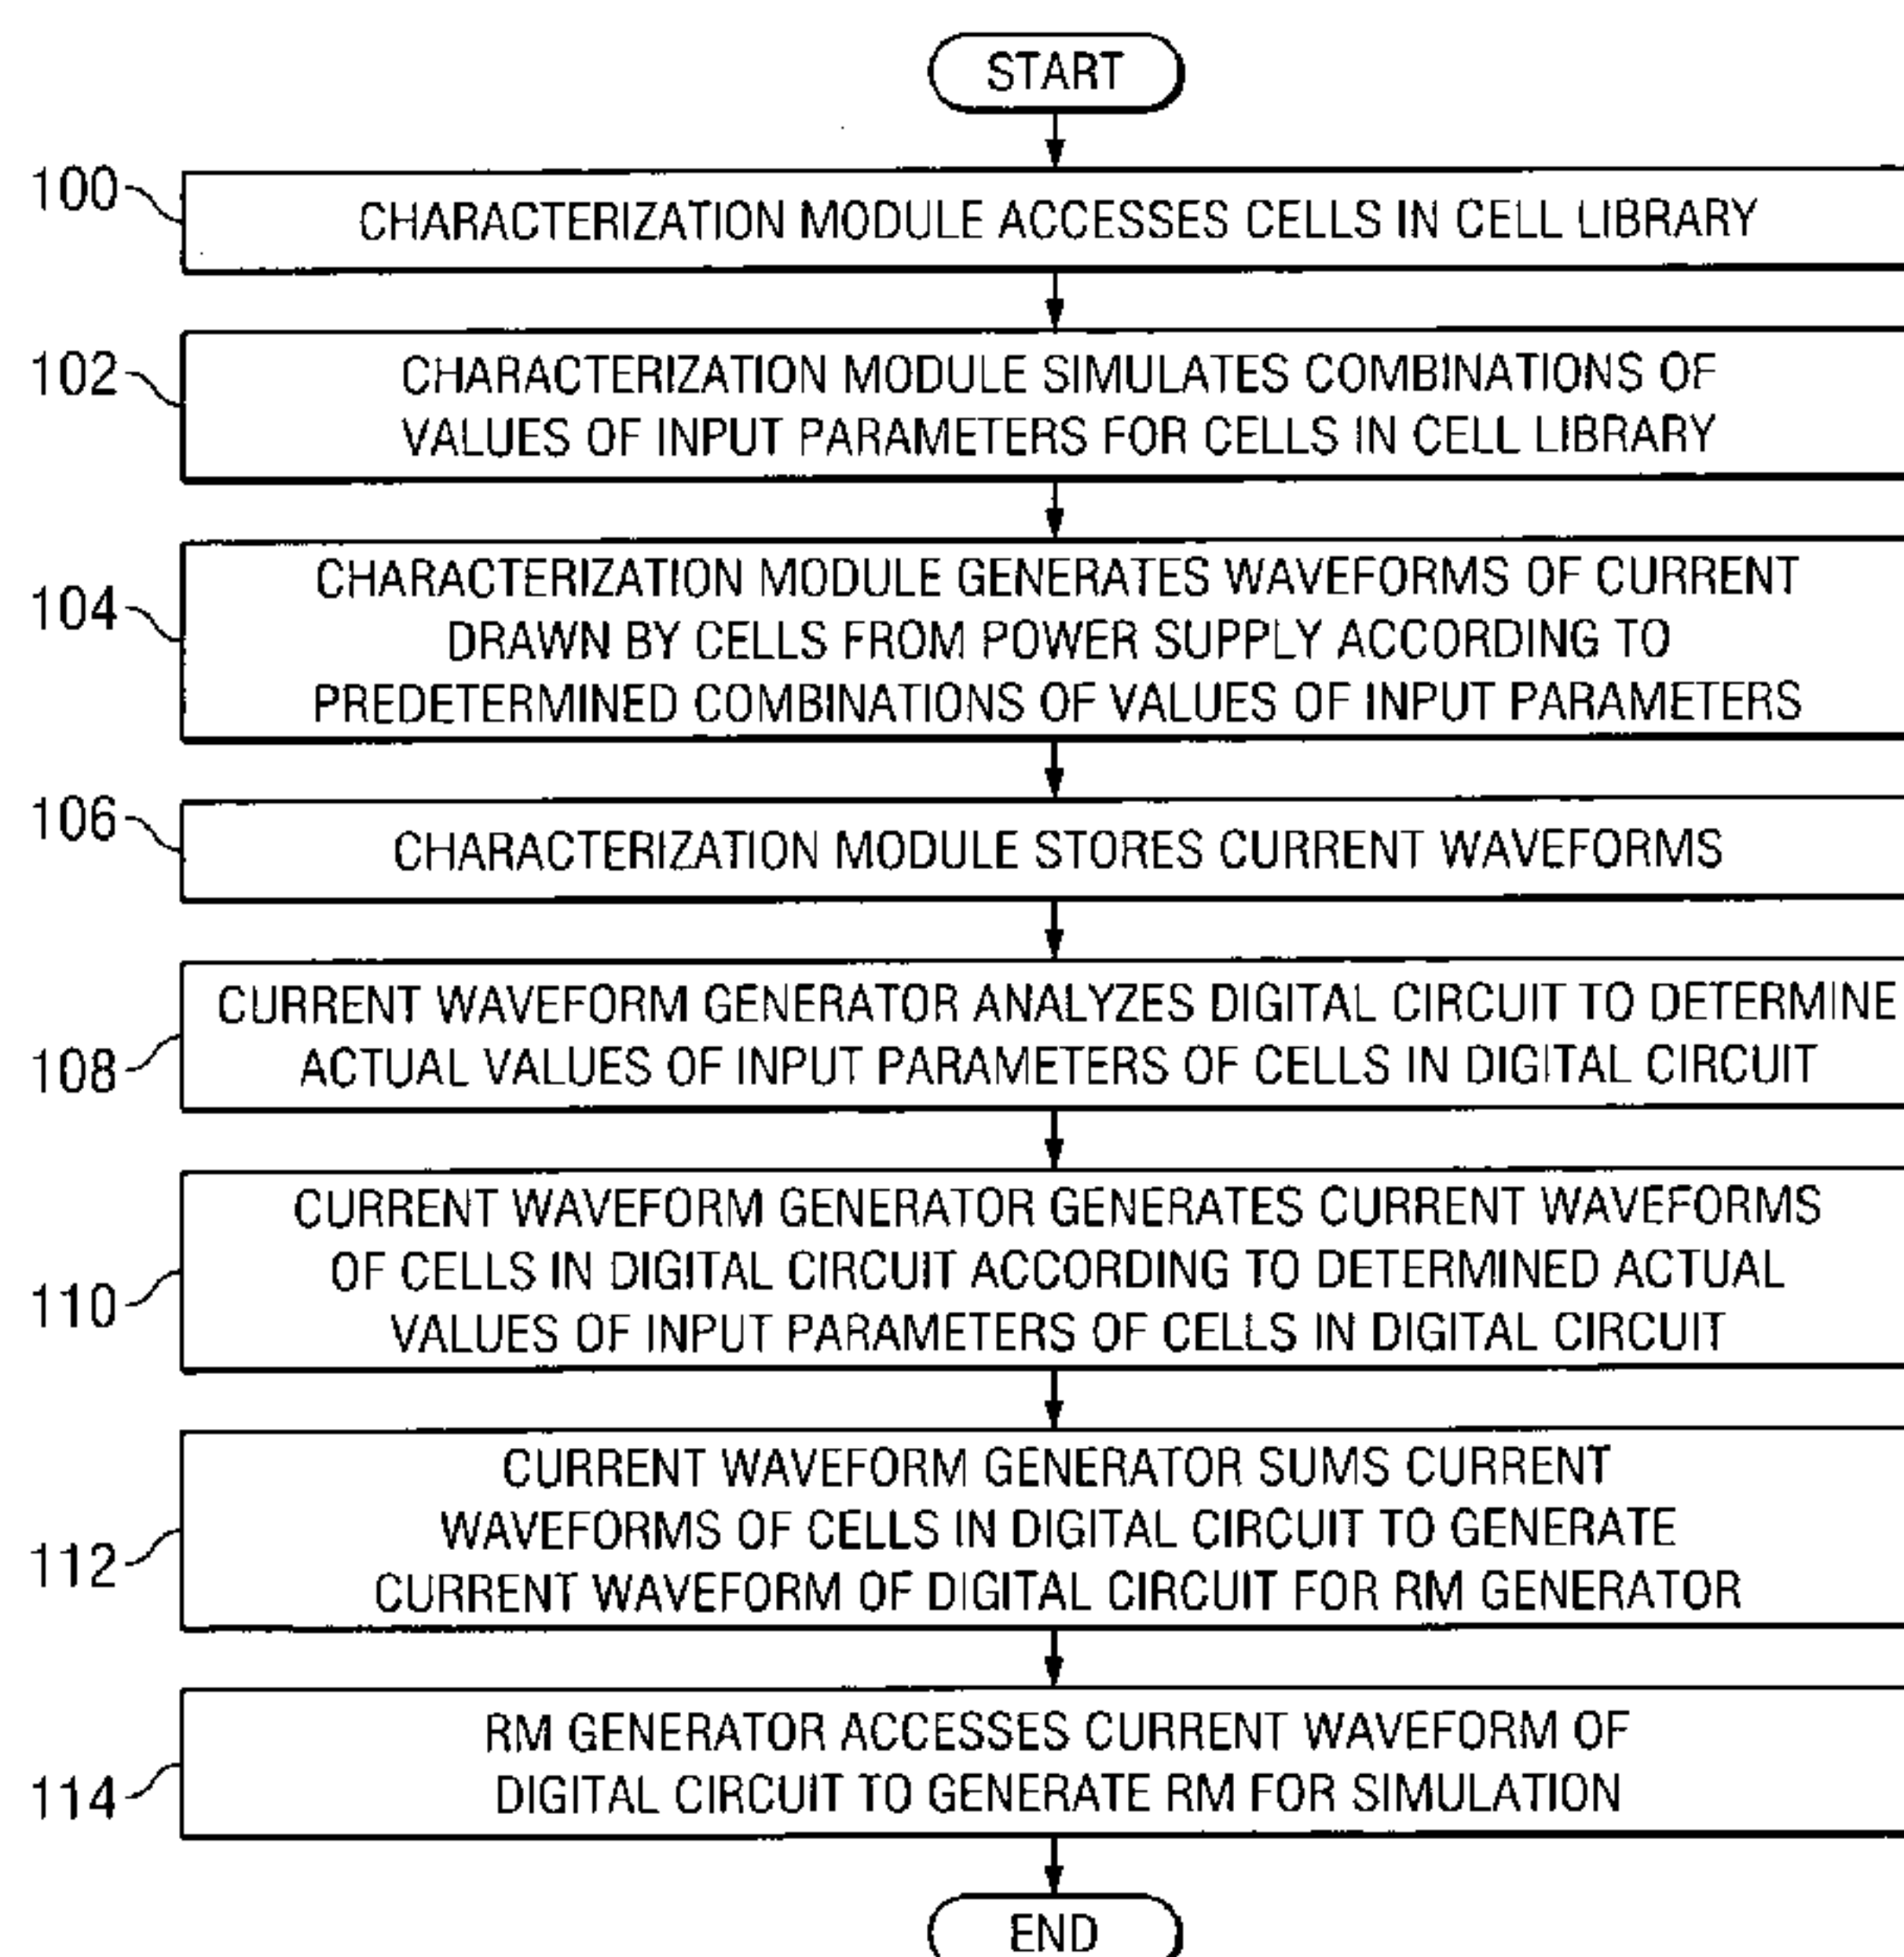 START
100
CHARACTERIZATION MODULE ACCESSES CELLS IN CELL LIBRARY
102
CHARACTERIZATION MODULE SIMULATES COMBINATIONS OF
VALUES OF INPUT PARAMETERS FOR CELLS IN CELL LIBRARY
104
CHARACTERIZATION MODULE GENERATES WAVEFORMS OF CURRENT
DRAWN BY CELLS FROM POWER SUPPLY ACCORDING TO
PREDETERMINED COMBINATIONS OF VALUES OF INPUT PARAMETERS
106
CHARACTERIZATION MODULE STORES CURRENT WAVEFORMS
108
CURRENT WAVEFORM GENERATOR ANALYZES DIGITAL CIRCUIT TO DETERMINE
ACTUAL VALUES OF INPUT PARAMETERS OF CELLS IN DIGITAL CIRCUIT
110
CURRENT WAVEFORM GENERATOR GENERATES CURRENT WAVEFORMS
OF CELLS IN DIGITAL CIRCUIT ACCORDING TO DETERMINED ACTUAL
VALUES OF INPUT PARAMETERS OF CELLS IN DIGITAL CIRCUIT
112
CURRENT WAVEFORM GENERATOR SUMS CURRENT
WAVEFORMS OF CELLS IN DIGITAL CIRCUIT TO GENERATE
CURRENT WAVEFORM OF DIGITAL CIRCUIT FOR RM GENERATOR
114
RM GENERATOR ACCESSES CURRENT WAVEFORM OF
DIGITAL CIRCUIT TO GENERATE RM FOR SIMULATION
END